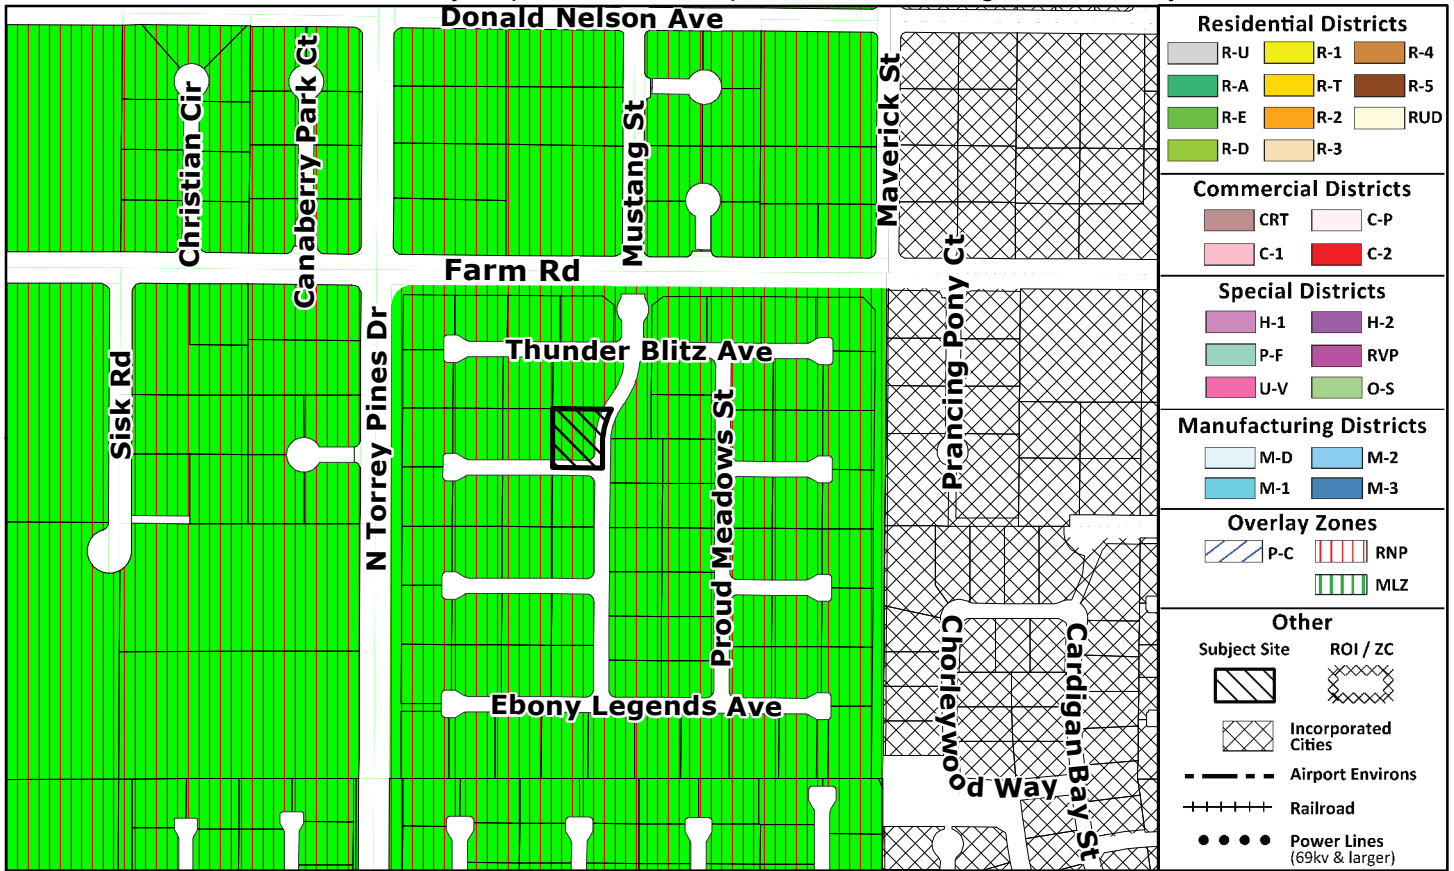 Donald Nelson Ave
Christian Cir
Canaberry Park Ct
Mustang St
Maverick St
Farm Rd
Prancing Pony Ct
Thunder Blitz Ave
Sisk Rd
N Torrey Pines Dr
Proud Meadows St
Ebony Legends Ave
Chorleywood Way
Cardigan Bay St
Residential Districts
R-U R-1 R-4
R-A R-T R-5
R-E R-2 RUD
R-D R-3
Commercial Districts
CRT C-P
C-1 C-2
Special Districts
H-1 H-2
P-F RVP
U-V O-S
Manufacturing Districts
M-D M-2
M-1 M-3
Overlay Zones
P-C RNP
MLZ
Other
Subject Site ROI / ZC
Incorporated
Cities
Airport Environs
Railroad
Power Lines
(69kv & larger)